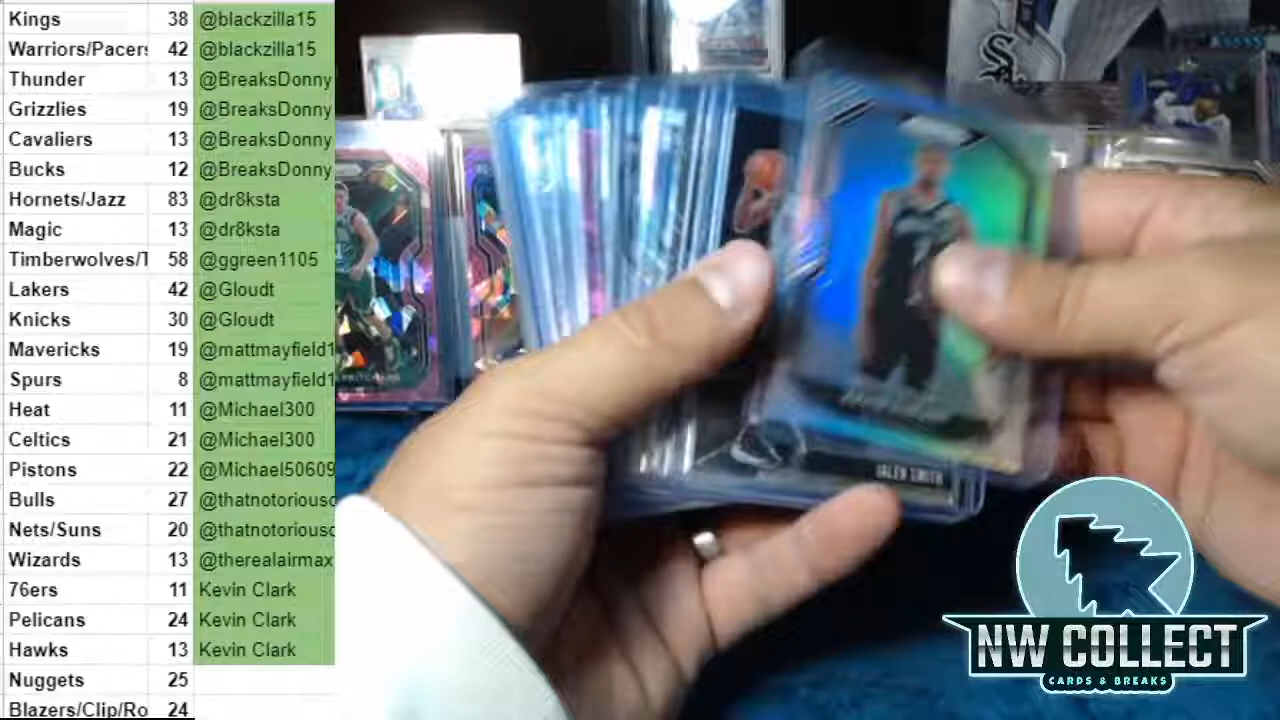 Kings 38 @blackzilla15
Warriors/Pacers 42 @blackzilla15
Thunder 13 @BreaksDonny
Grizzlies 19 @BreaksDonny
Cavaliers 13 @BreaksDonny
Bucks 12 @BreaksDonny
Hornets/Jazz 83 @dr8ksta
Magic 13 @dr8ksta
Timberwolves/T 58 @ggreen1105
Lakers 42 @Gloudt
Knicks 30 @Gloudt
Mavericks 19 @mattmayfield1
Spurs 8 @mattmayfield1
Heat 11 @Michael300
Celtics 21 @Michael300
Pistons 22 @Michael50609
Bulls 27 @thatnotoriousc
Nets/Suns 20 @thatnotoriousc
Wizards 13 @therealairmax
76ers 11 Kevin Clark
Pelicans 24 Kevin Clark
Hawks 13 Kevin Clark
Nuggets 25
Blazers/Clip/Ro 24
JALEN SMITH
NW COLLECT
CARDS & BREAKS